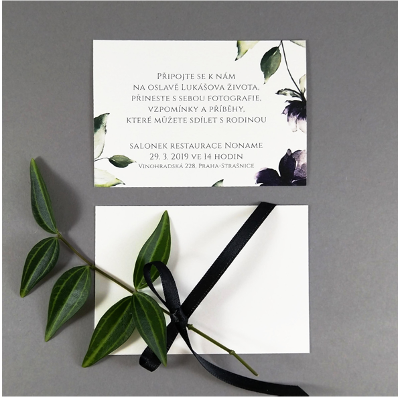 Připojte se k nám
na oslavě Lukášova života,
přineste s sebou fotografie,
vzpomínky a příběhy,
které můžete sdílet s rodinou
Salonek restaurace Noname
29. 3. 2019 ve 14 hodin
Vinohradská 228, Praha-Strašnice